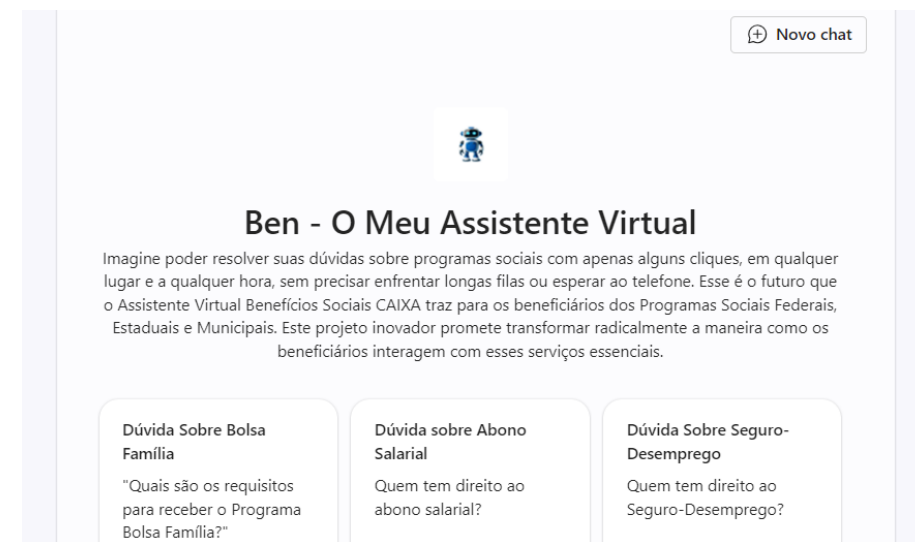 Novo chat
Ben - O Meu Assistente Virtual
Imagine poder resolver suas dúvidas sobre programas sociais com apenas alguns cliques, em qualquer
lugar e a qualquer hora, sem precisar enfrentar longas filas ou esperar ao telefone. Esse é o futuro que
o Assistente Virtual Benefícios Sociais CAIXA traz para os beneficiários dos Programas Sociais Federais,
Estaduais e Municipais. Este projeto inovador promete transformar radicalmente a maneira como os
beneficiários interagem com esses serviços essenciais.
Dúvida Sobre Bolsa
Família
"Quais são os requisitos
para receber o Programa
Bolsa Família?"
Dúvida sobre Abono
Salarial
Quem tem direito ao
abono salarial?
Dúvida Sobre Seguro-
Desemprego
Quem tem direito ao
Seguro-Desemprego?